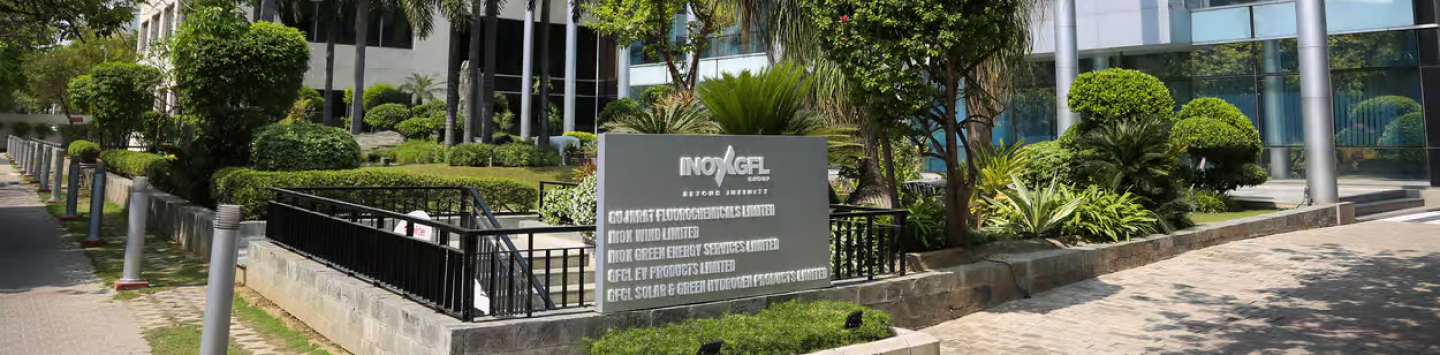 INOXGFL
GROUP
BEYOND INFINITY
GUJARAT FLUOROCHEMICALS LIMITED
INOX WIND LIMITED
INOX GREEN ENERGY SERVICES LIMITED
GFCL EV PRODUCTS LIMITED
GFCL SOLAR & GREEN HYDROGEN PRODUCTS LIMITED